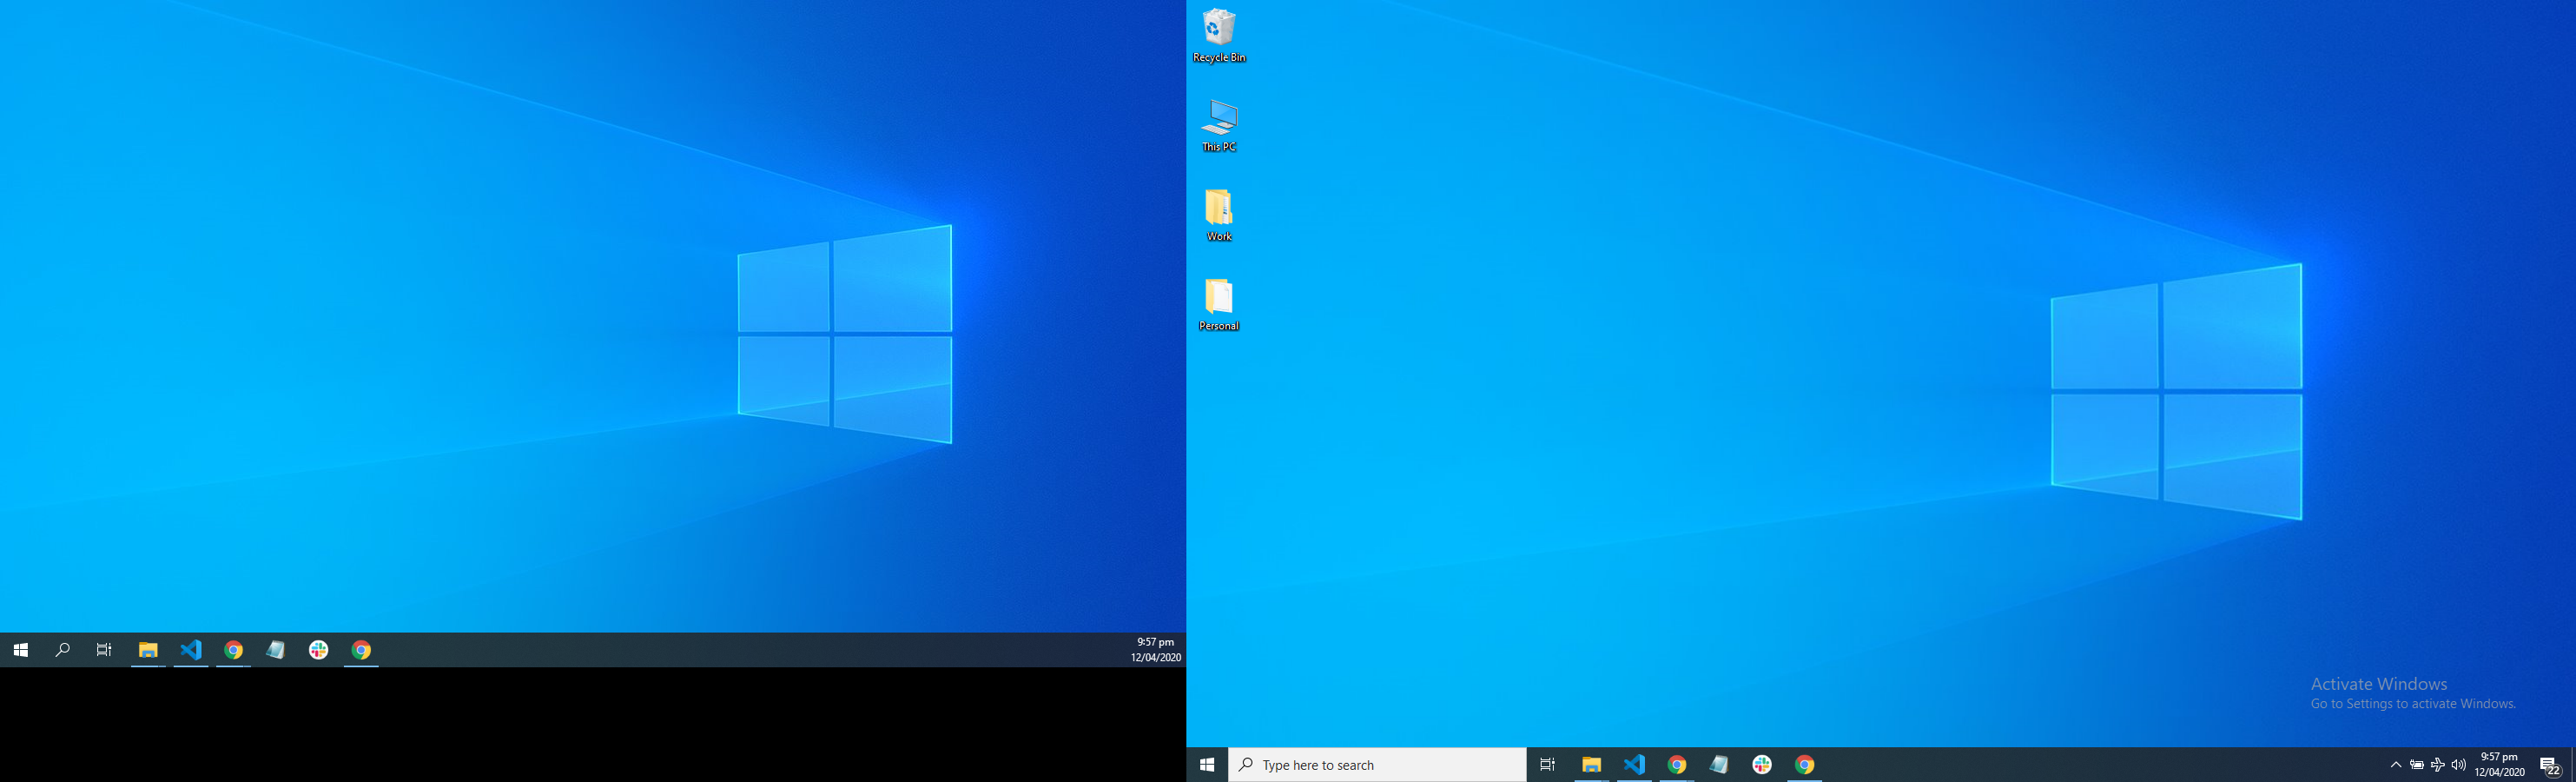 9:57 pm
12/04/2020
Recycle Bin
This PC
Work
Personal
Activate Windows
Go to Settings to activate Windows.
Type here to search
9:57 pm
12/04/2020
22